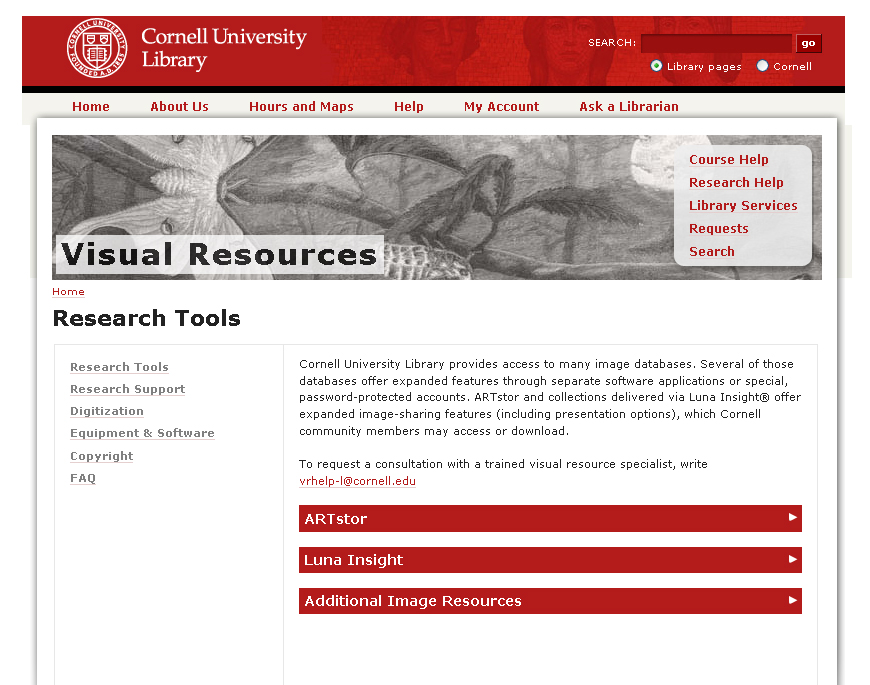 CORNELL UNIVERSITY
FOUNDED A.D. 1865
Cornell University
Library
SEARCH:
go
Library pages
Cornell
Home
About Us
Hours and Maps
Help
My Account
Ask a Librarian
Course Help
Research Help
Library Services
Requests
Search
Visual Resources
Home
Research Tools
Research Tools
Research Support
Digitization
Equipment & Software
Copyright
FAQ
Cornell University Library provides access to many image databases. Several of those
databases offer expanded features through separate software applications or special,
password-protected accounts. ARTstor and collections delivered via Luna Insight® offer
expanded image-sharing features (including presentation options), which Cornell
community members may access or download.
To request a consultation with a trained visual resource specialist, write
vrhelp-l@cornell.edu
ARTstor
Luna Insight
Additional Image Resources